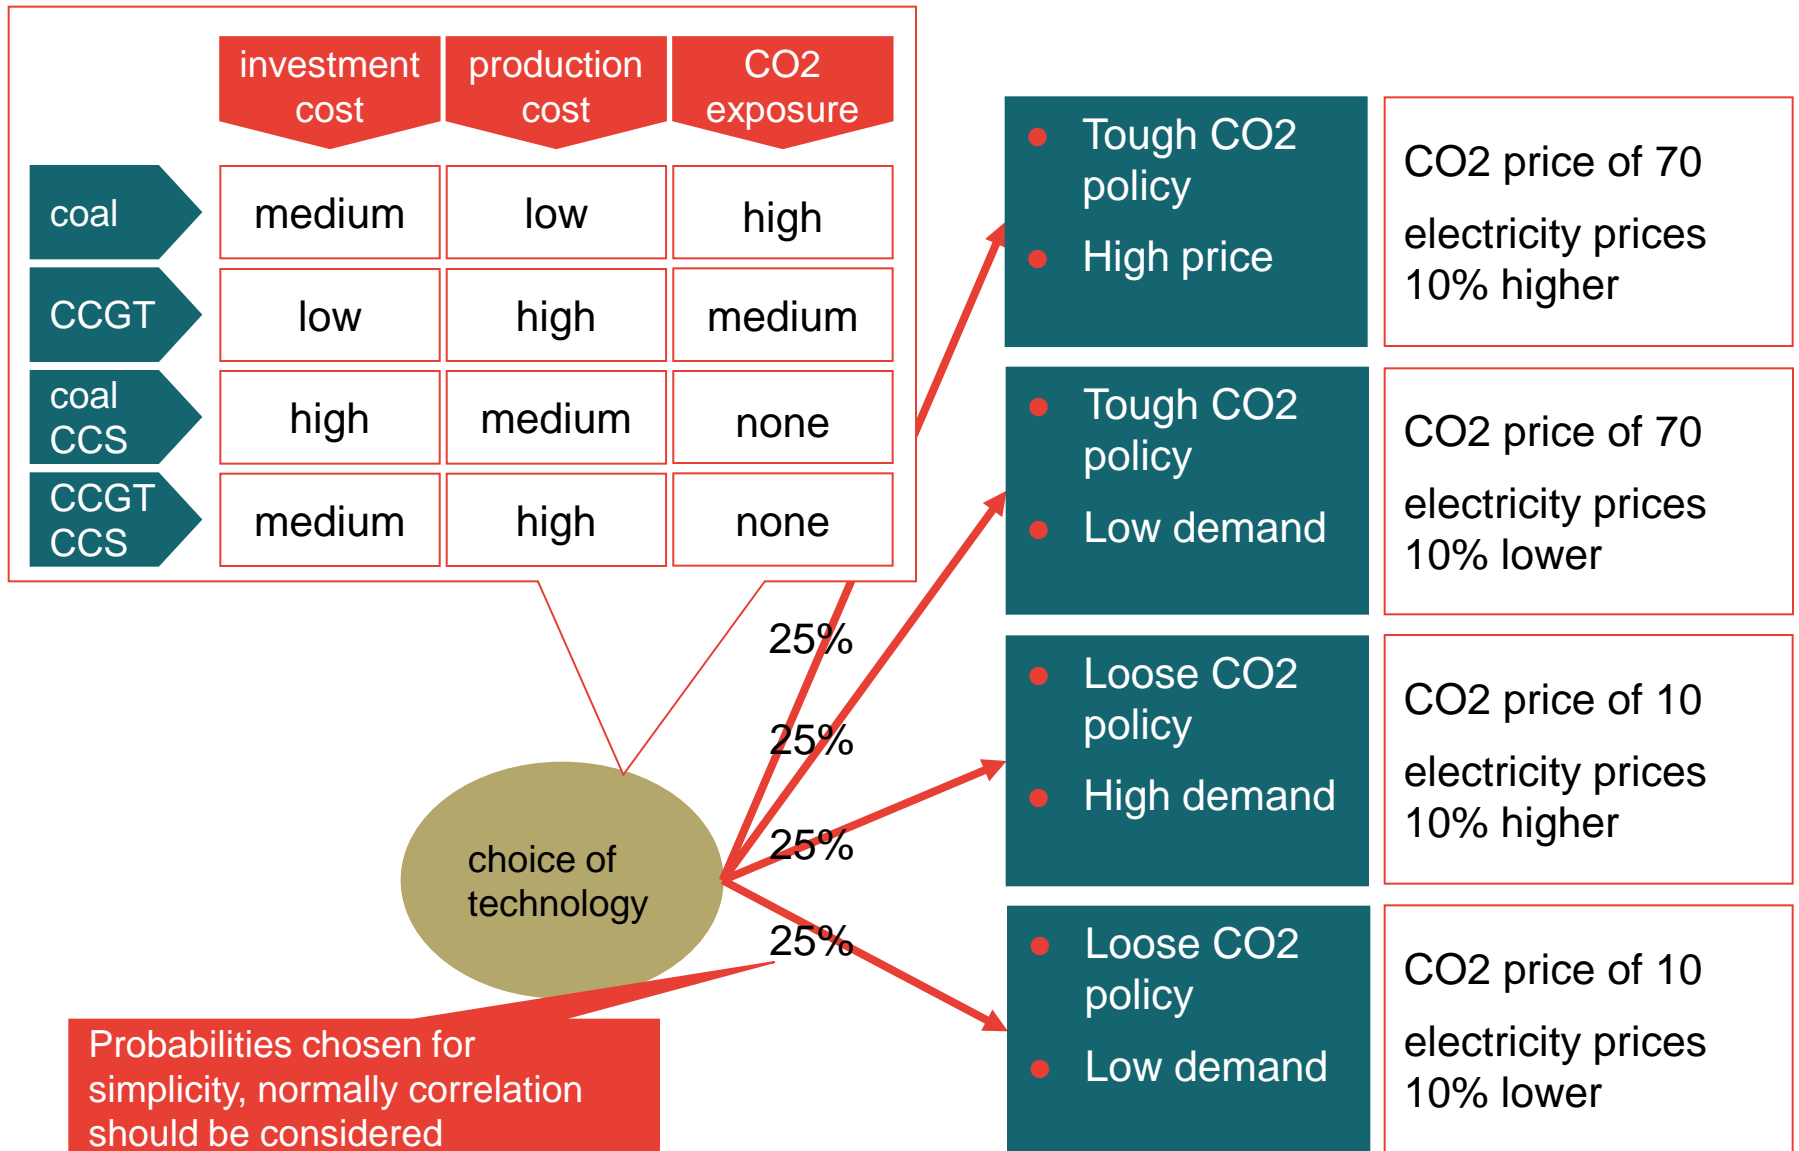 investment
cost
production
cost
CO2
exposure
coal
medium
low
high
CCGT
low
high
medium
coal
CCS
high
medium
none
CCGT
CCS
medium
high
none
25%
25%
25%
25%
choice of
technology
Probabilities chosen for
simplicity, normally correlation
should be considered
Tough CO2
policy
High price
CO2 price of 70
electricity prices
10% higher
Tough CO2
policy
Low demand
CO2 price of 70
electricity prices
10% lower
Loose CO2
policy
High demand
CO2 price of 10
electricity prices
10% higher
Loose CO2
policy
Low demand
CO2 price of 10
electricity prices
10% lower